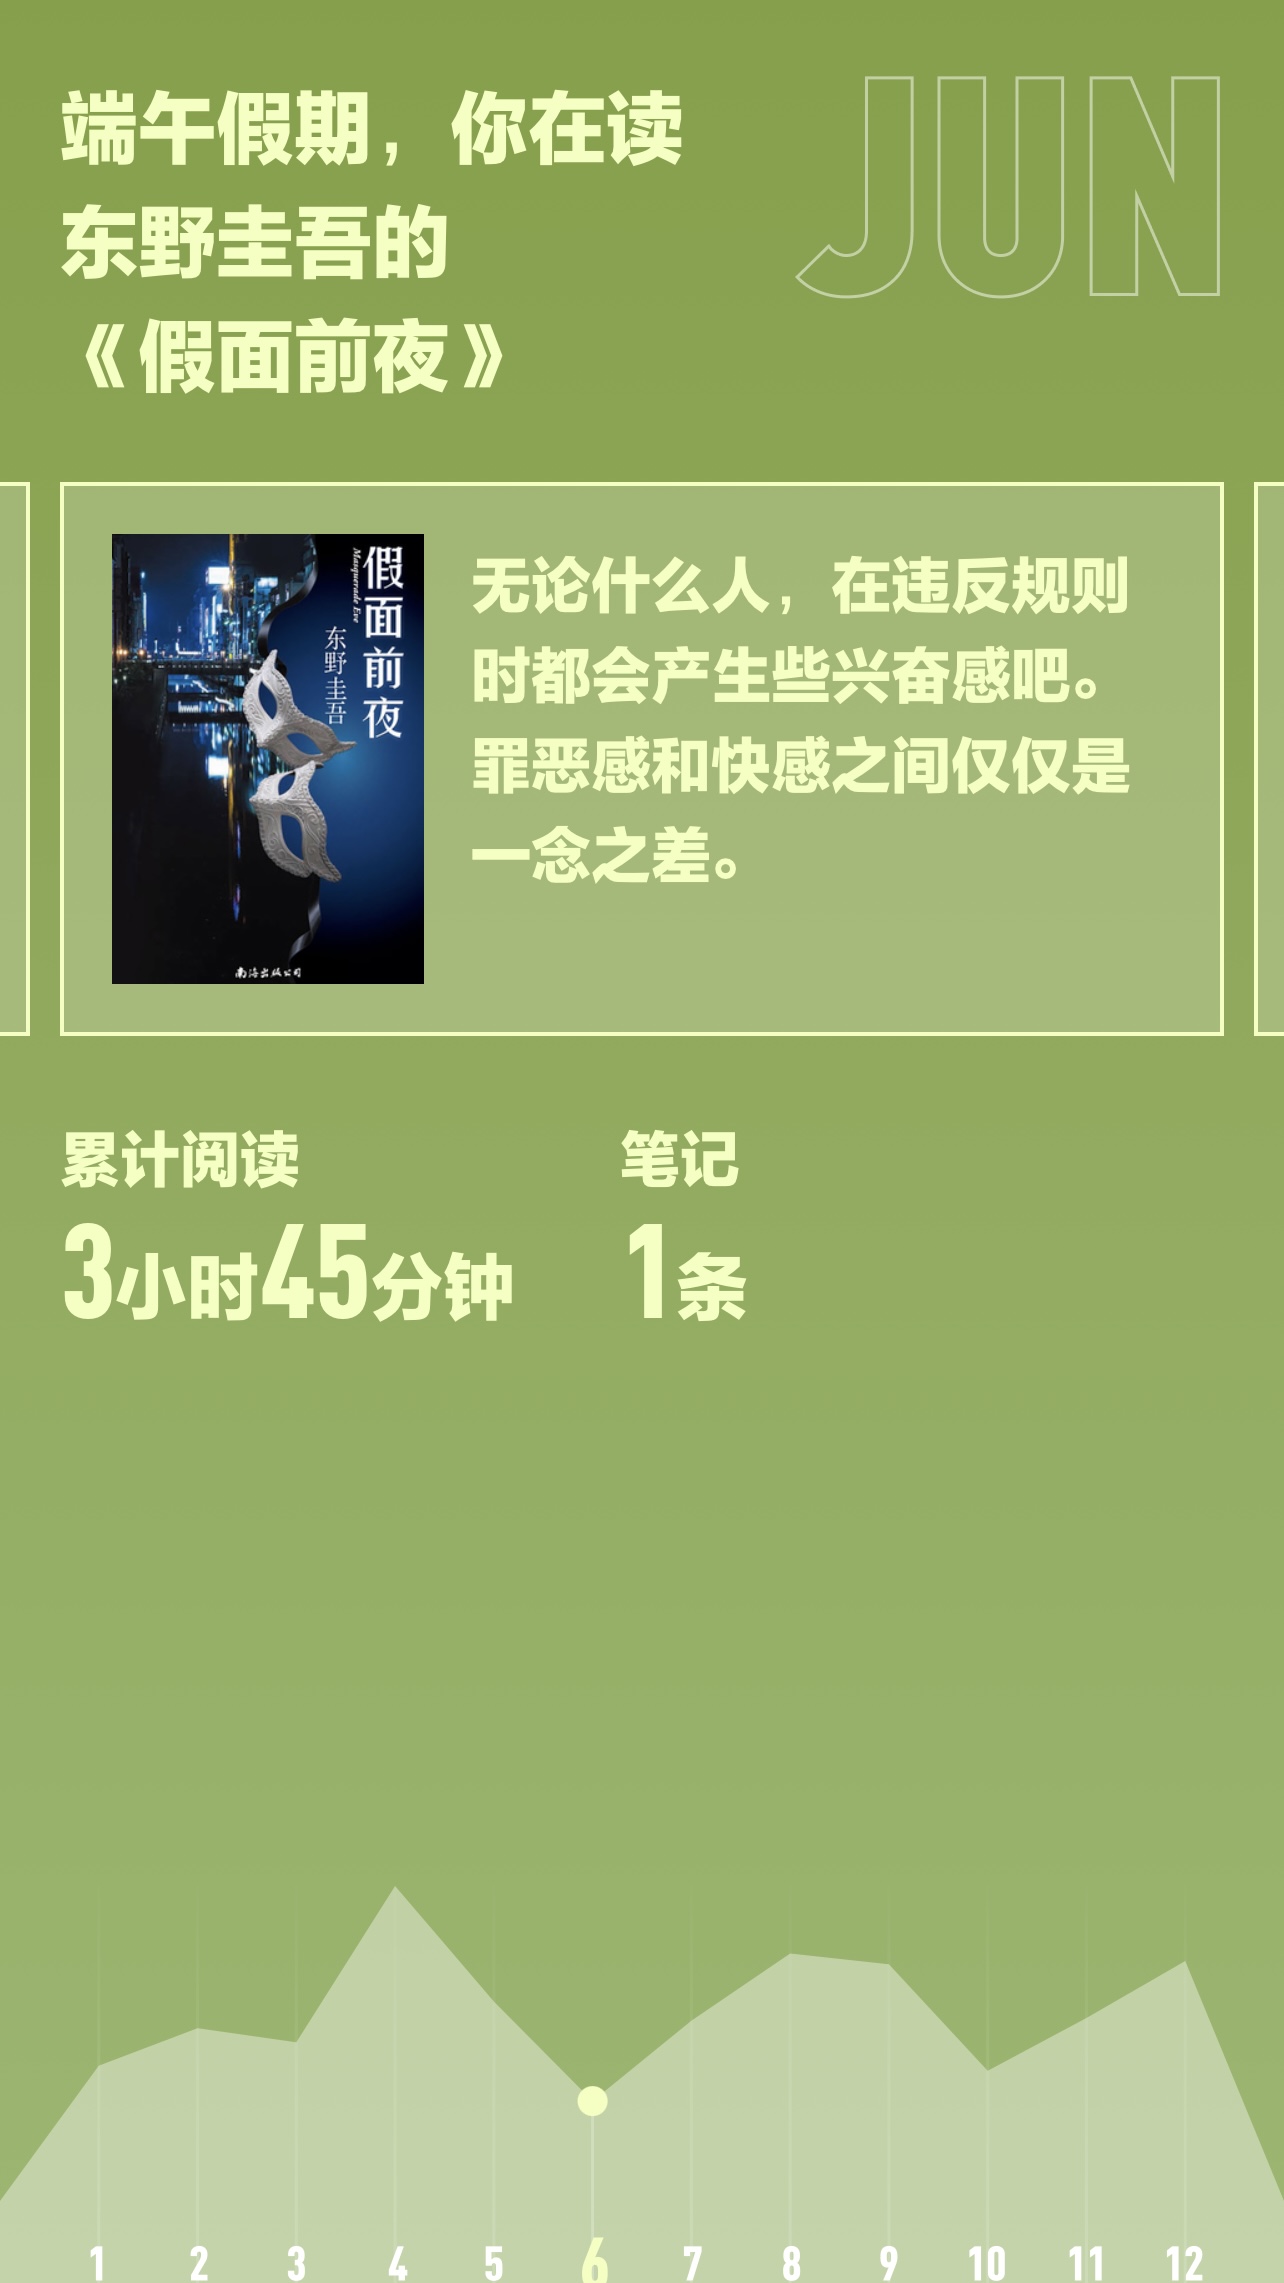 端午假期，你在读
东野圭吾的
《假面前夜》
JUN
假面前夜
Masquerade Eve
东野圭吾
南海出版公司
无论什么人，在违反规则
时都会产生些兴奋感吧。
罪恶感和快感之间仅仅是
一念之差。
累计阅读
3小时45分钟
笔记
1条
1 2 3 4 5 6 7 8 9 10 11 12